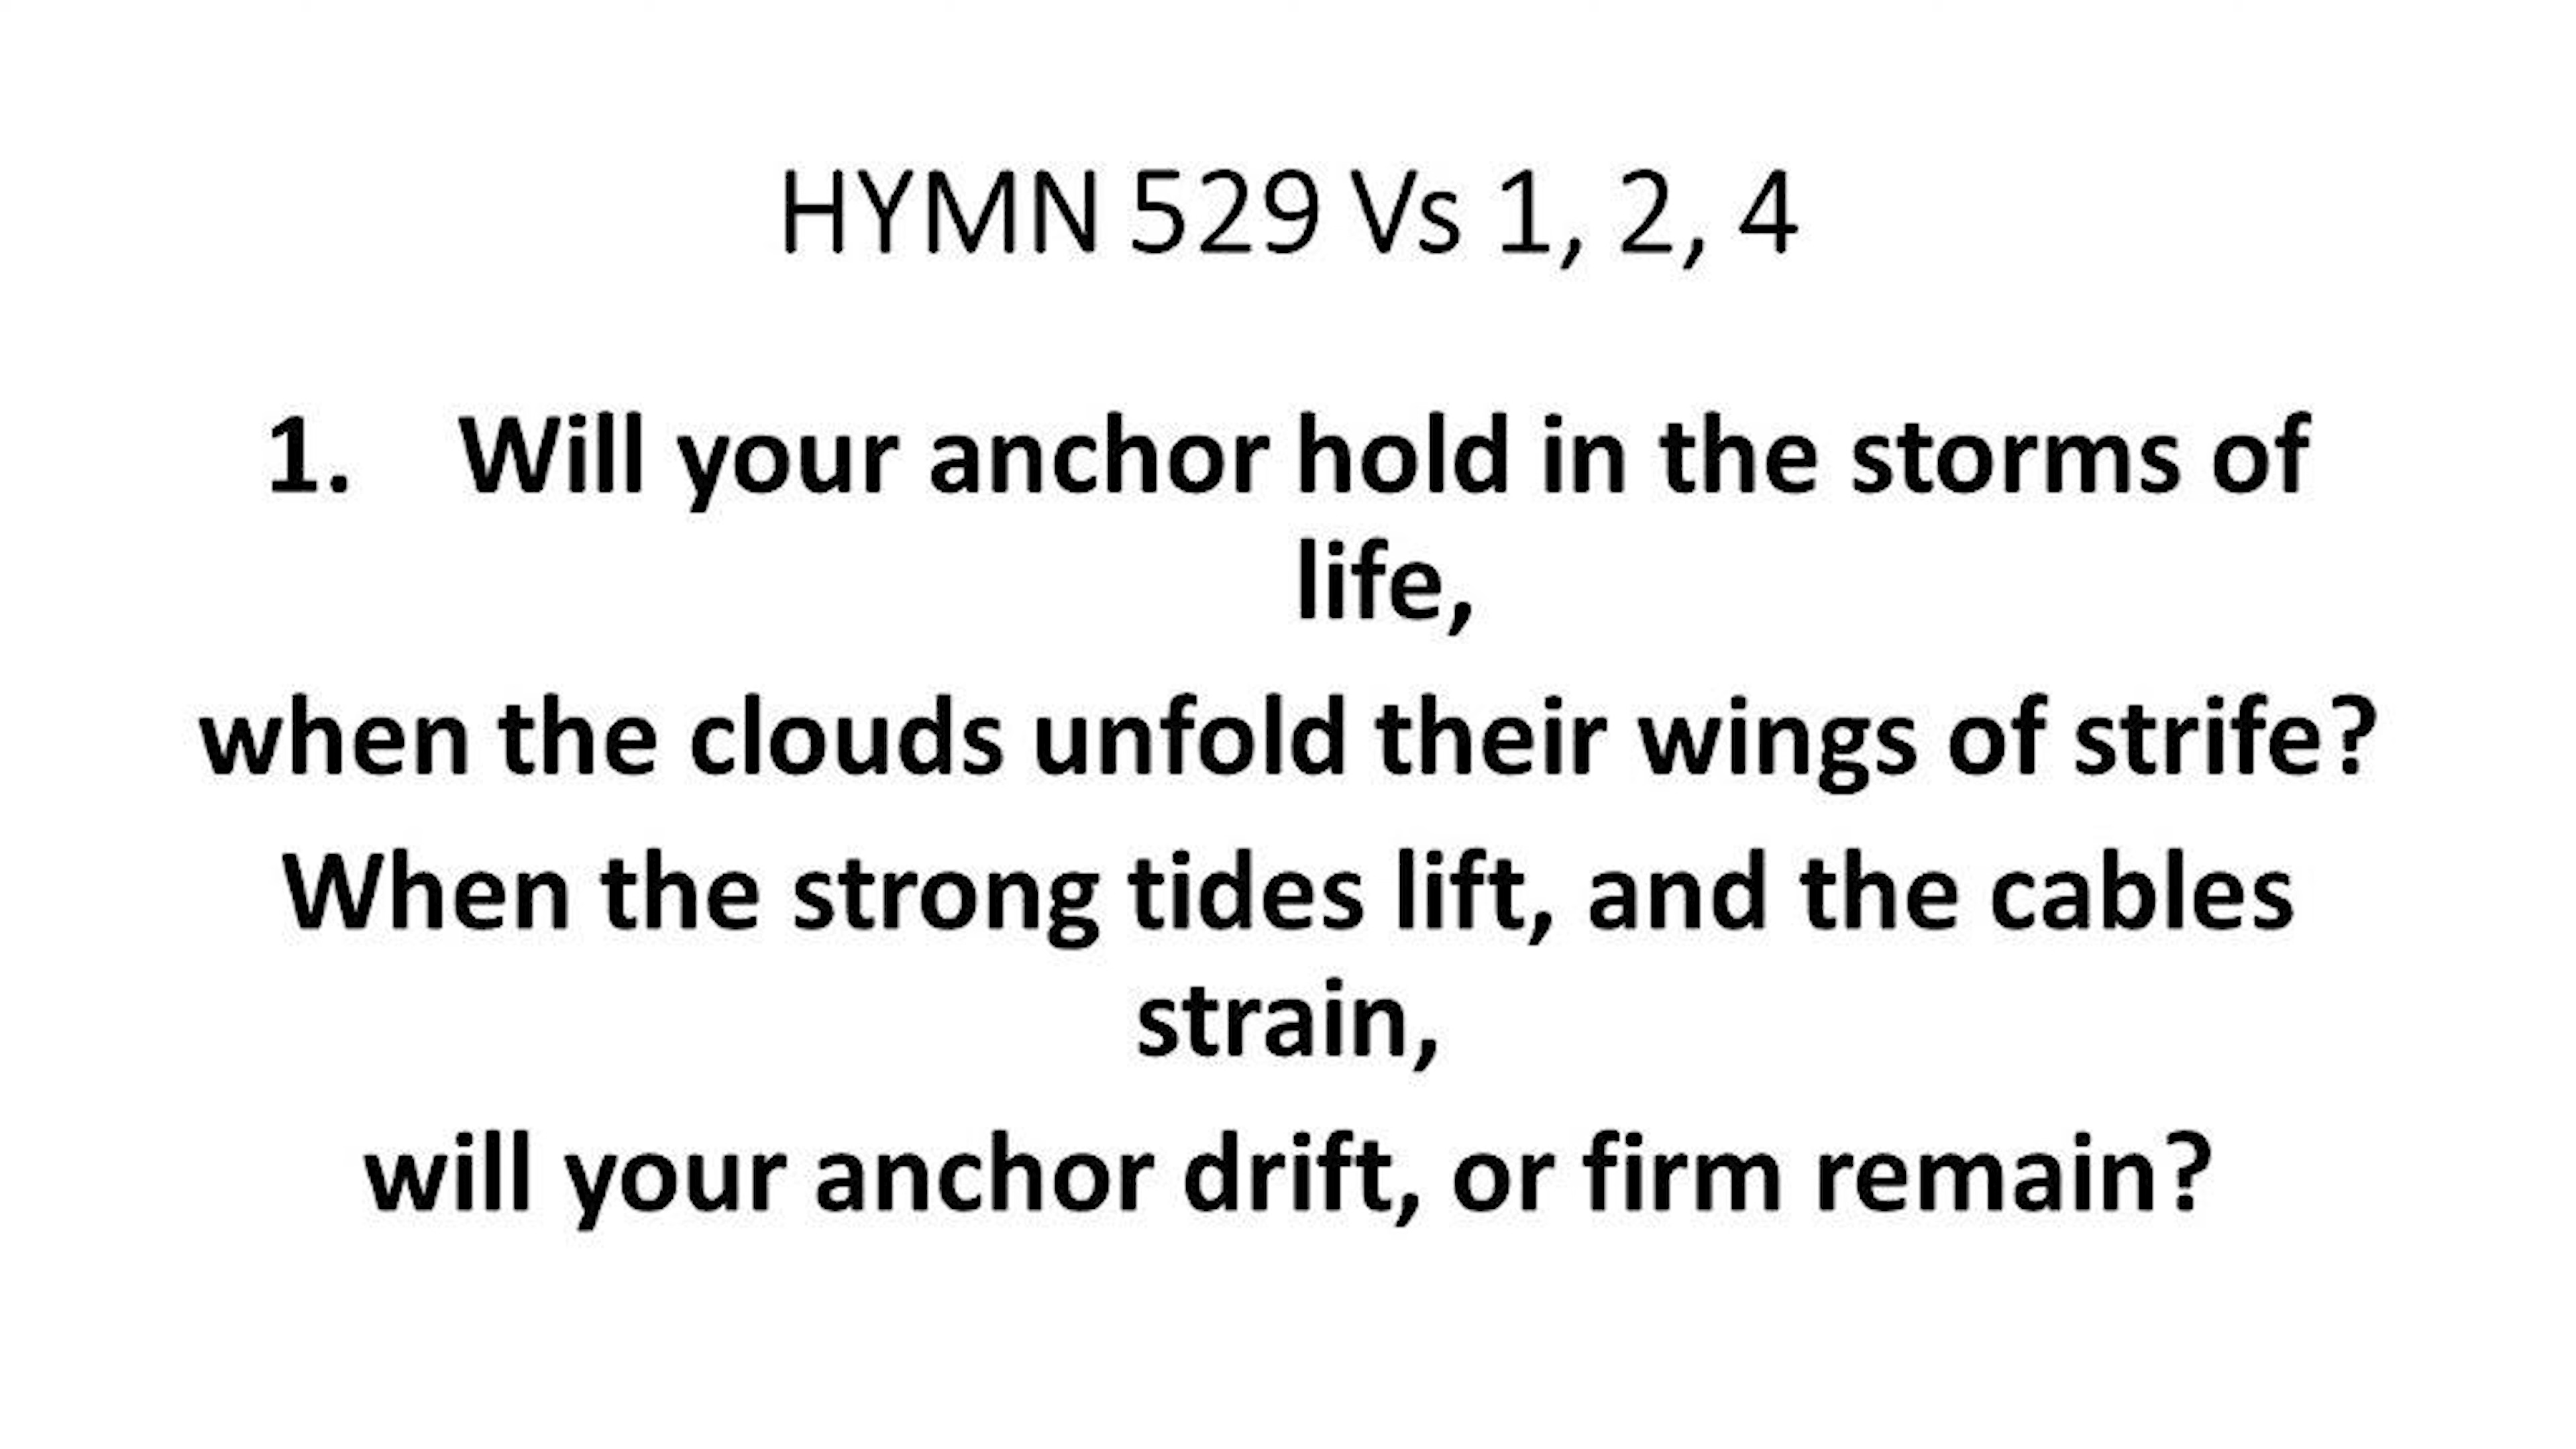 HYMN 529 Vs 1, 2, 4
1. Will your anchor hold in the storms of
life,
when the clouds unfold their wings of strife?
When the strong tides lift, and the cables
strain,
will your anchor drift, or firm remain?